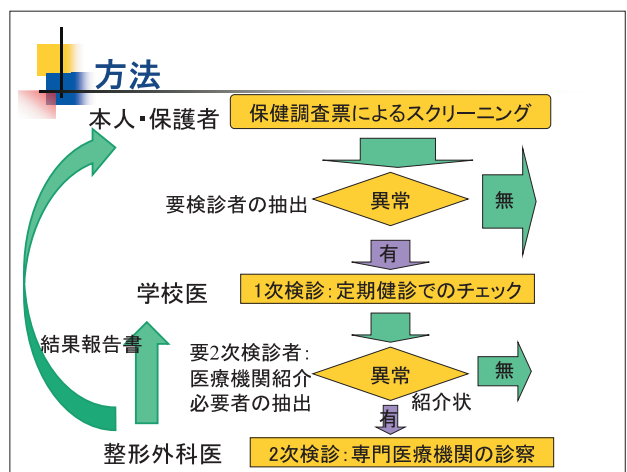 方法
本人・保護者
保健調査票によるスクリーニング
要検診者の抽出
異常
無
有
学校医
1次検診：定期健診でのチェック
結果報告書
要2次検診者：
医療機関紹介
必要者の抽出
異常
無
紹介状
有
整形外科医
2次検診：専門医療機関の診察